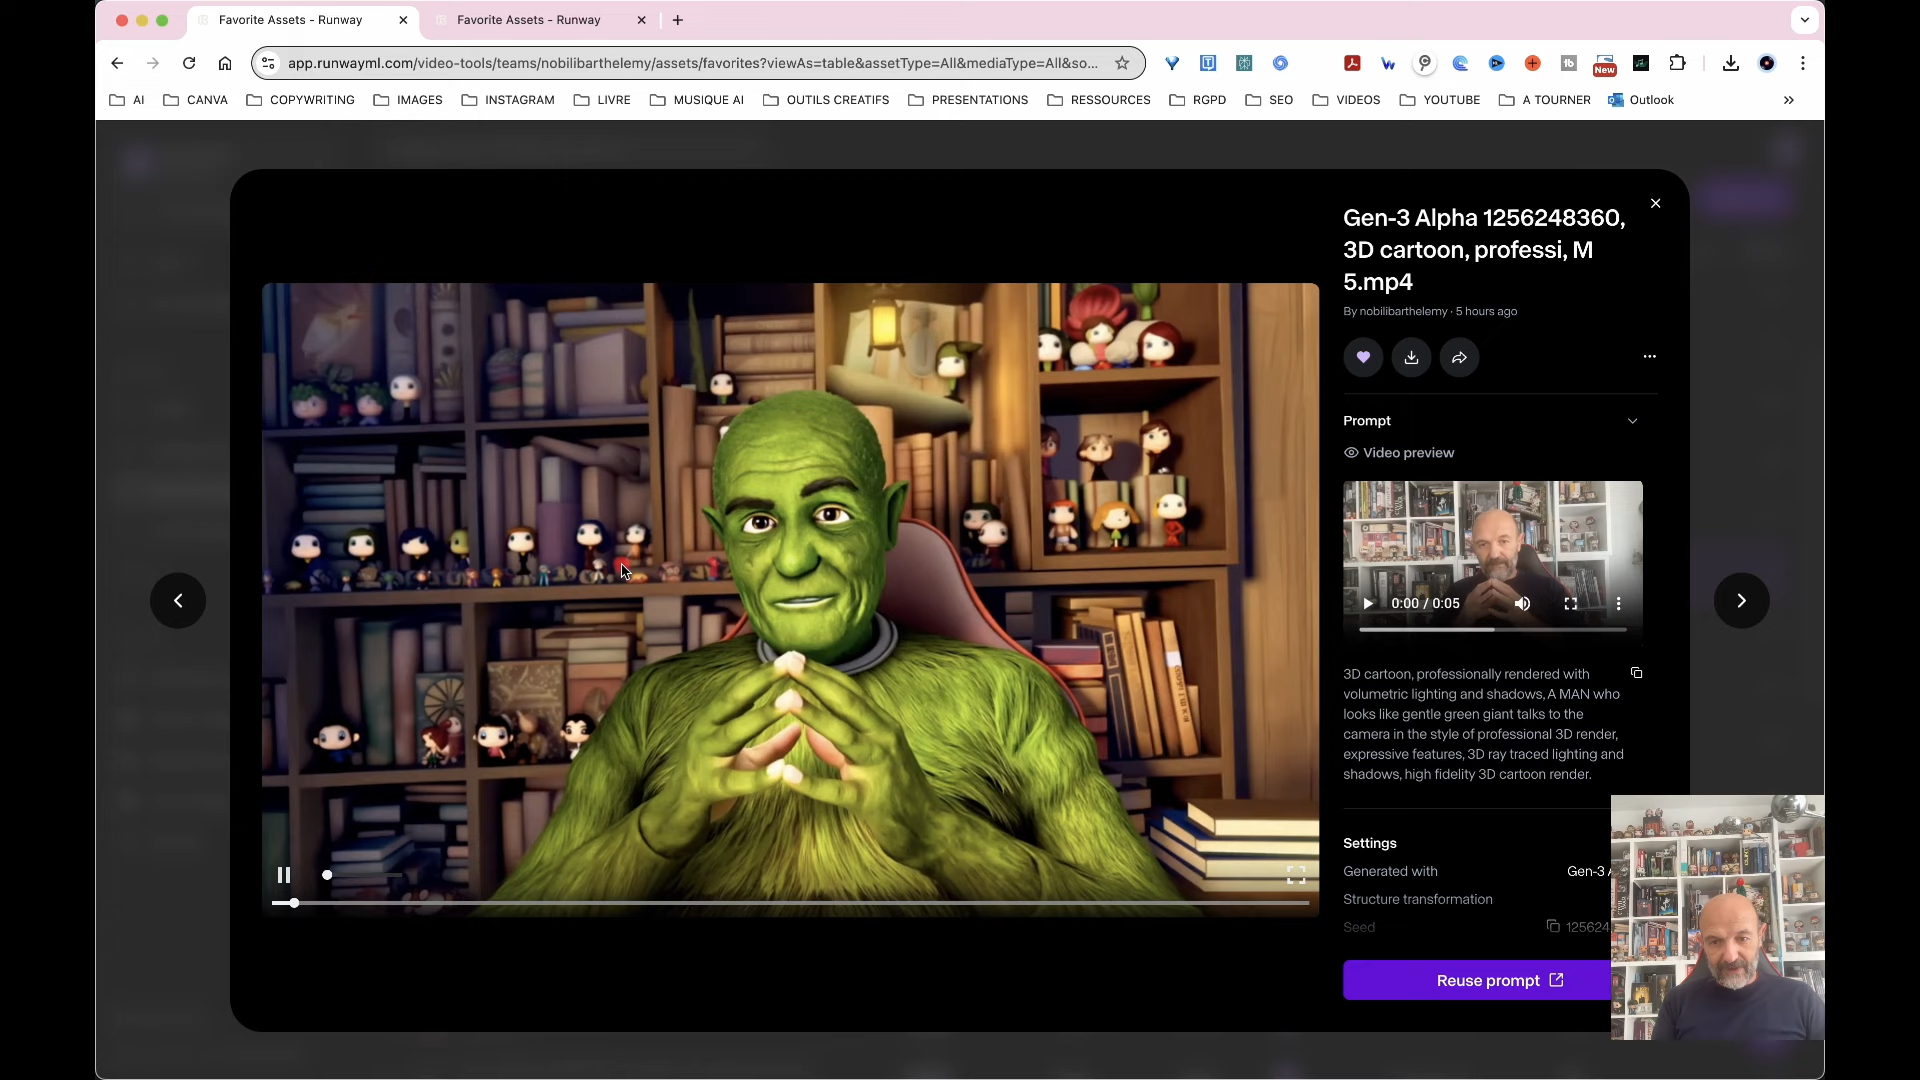 Favorite Assets - Runway
Favorite Assets - Runway
app.runwayml.com/video-tools/teams/nobilibarthelemy/assets/favorites?viewAs=table&assetType=All&mediaType=All&so...
New
AI
CANVA
COPYWRITING
IMAGES
INSTAGRAM
LIVRE
MUSIQUE AI
OUTILS CREATIFS
PRESENTATIONS
RESSOURCES
RGPD
SEO
VIDEOS
YOUTUBE
A TOURNER
Outlook
Gen-3 Alpha 1256248360,
3D cartoon, professi, M
5.mp4
By nobilibarthelemy · 5 hours ago
Prompt
Video preview
0:00 / 0:05
3D cartoon, professionally rendered with
volumetric lighting and shadows, A MAN who
looks like gentle green giant talks to the
camera in the style of professional 3D render,
expressive features, 3D ray traced lighting and
shadows, high fidelity 3D cartoon render.
Settings
Generated with
Gen-3
Structure transformation
Seed
125624
Reuse prompt